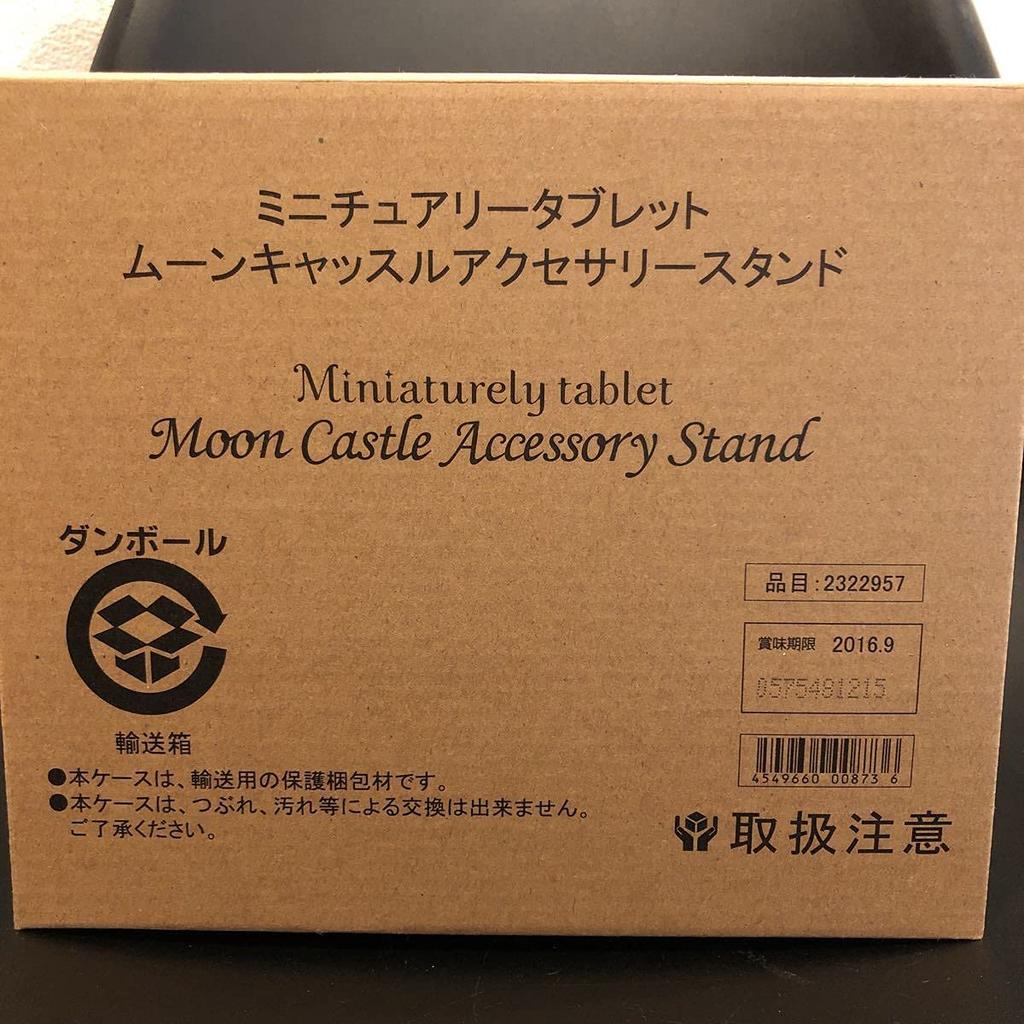 ミニチュアリータブレット
ムーンキャッスルアクセサリースタンド
Miniaturely tablet
Moon Castle Accessory Stand
ダンボール
輸送箱
●本ケースは、輸送用の保護梱包材です。
●本ケースは、つぶれ、汚れ等による交換は出来ません。
ご了承ください。
品目:2322957
賞味期限 2016.9
0575481215
4549660 00873 6
取扱注意